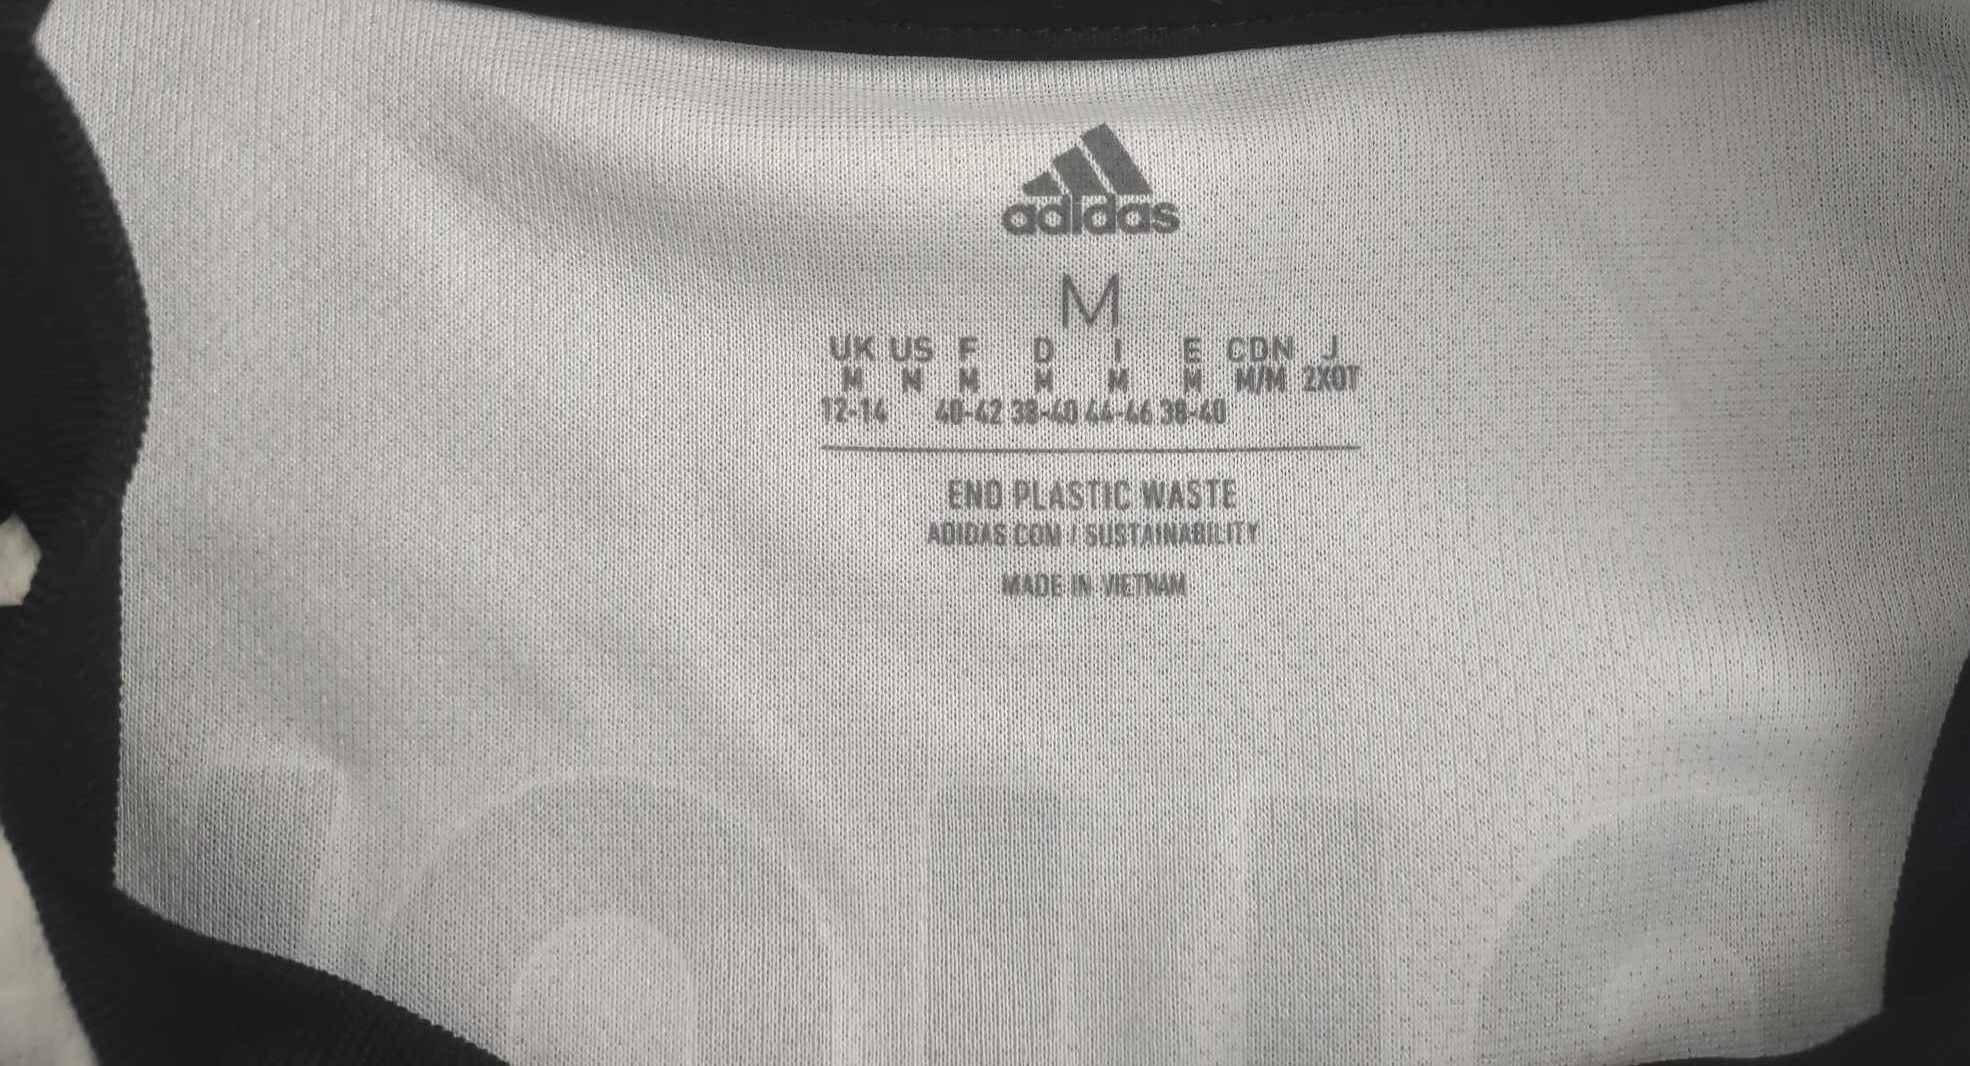 adidas
M
UK US F D I E CDN J
M M M M M M M/M 2XOT
12-14 40-42 38-40 44-46 38-40
END PLASTIC WASTE
ADIDAS.COM / SUSTAINABILITY
MADE IN VIETNAM